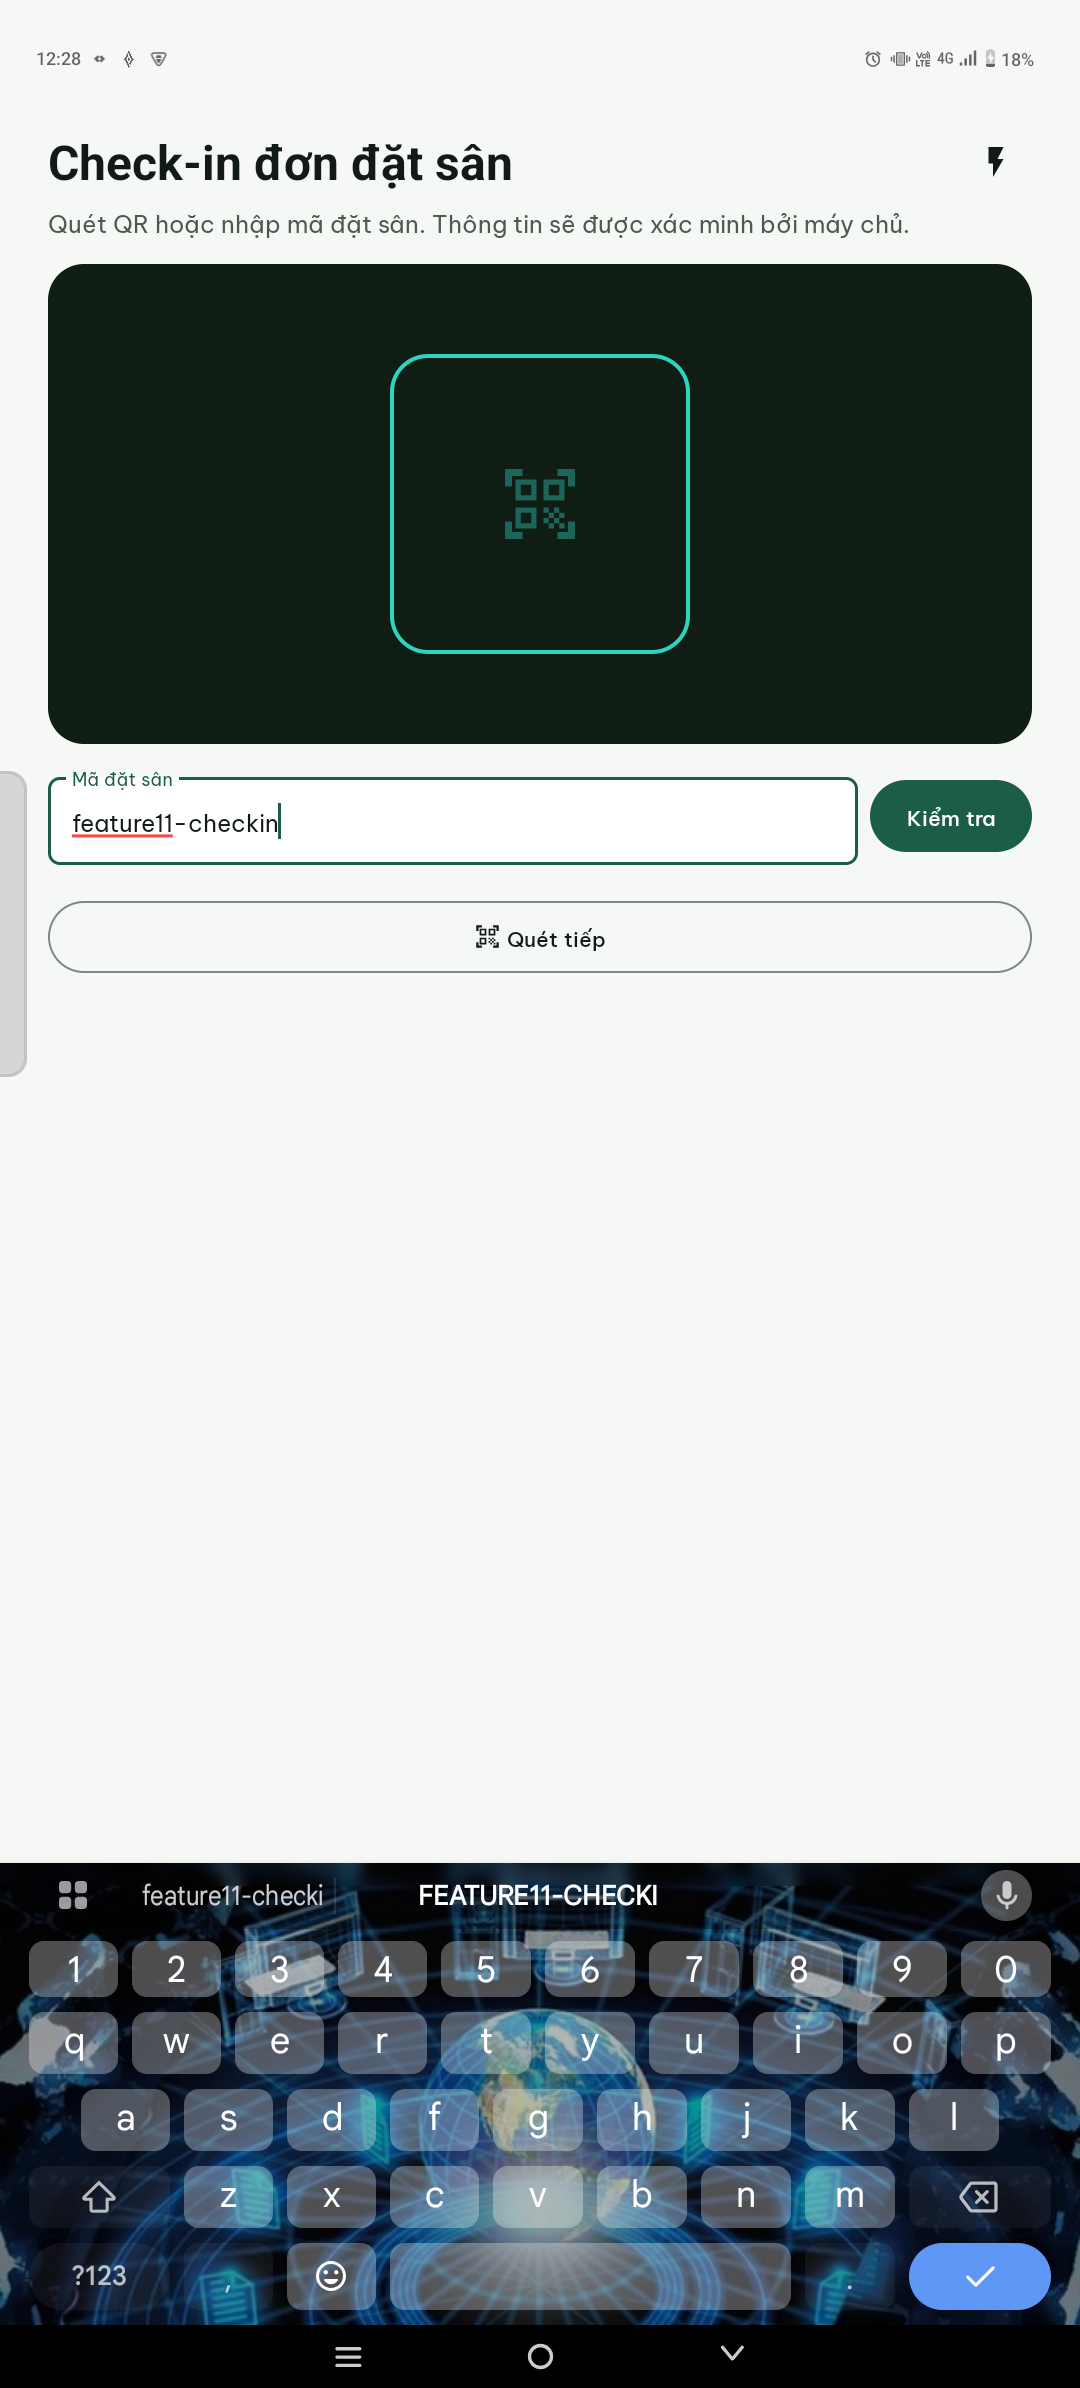 12:28
VoD LTE 4G 18%
Check-in đơn đặt sân
Quét QR hoặc nhập mã đặt sân. Thông tin sẽ được xác minh bởi máy chủ.
Mã đặt sân
feature11-checkin
Kiểm tra
Quét tiếp
feature11-checki FEATURE11-CHECKI
1 2 3 4 5 6 7 8 9 0
q w e r t y u i o p
a s d f g h j k l
z x c v b n m
?123 , .